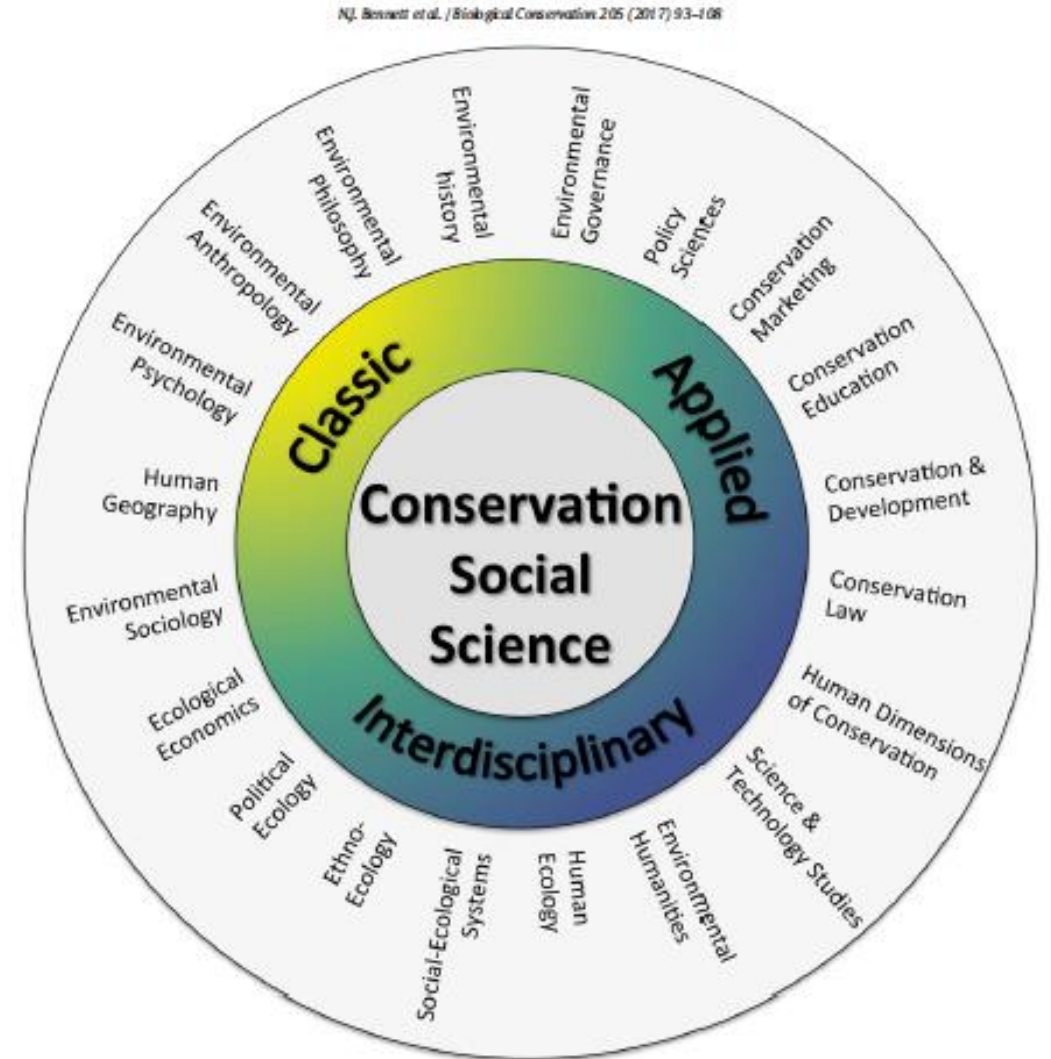 N.J. Bennett et al. / Biological Conservation 205 (2017) 93–108
Environmental
history
Environmental
Governance
Policy
Sciences
Conservation
Marketing
Conservation
Education
Conservation &
Development
Conservation
Law
Human Dimensions
of Conservation
Science &
Technology Studies
Environmental
Humanities
Human
Ecology
Social-Ecological
Systems
Ethno-
Ecology
Political
Ecology
Ecological
Economics
Environmental
Sociology
Human
Geography
Environmental
Psychology
Environmental
Anthropology
Environmental
Philosophy
Classic
Applied
Interdisciplinary
Conservation
Social
Science